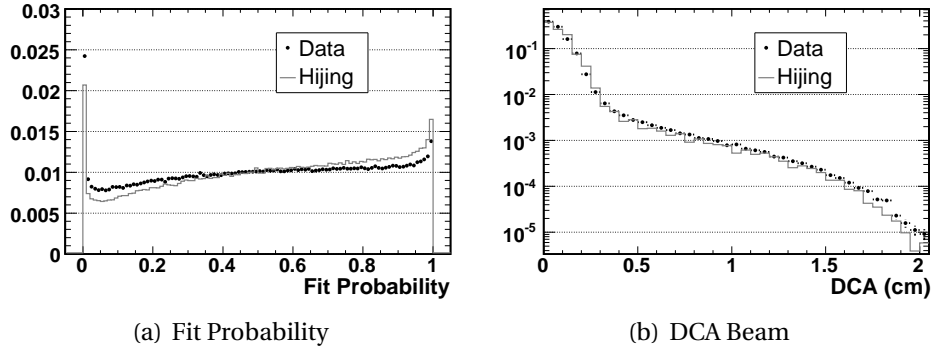 0.03
0.025
0.02
0.015
0.01
0.005
0
Data
Hijing
0 0.2 0.4 0.6 0.8 1
Fit Probability
(a) Fit Probability
10⁻¹
10⁻²
10⁻³
10⁻⁴
10⁻⁵
Data
Hijing
0 0.5 1 1.5 2
DCA (cm)
(b) DCA Beam